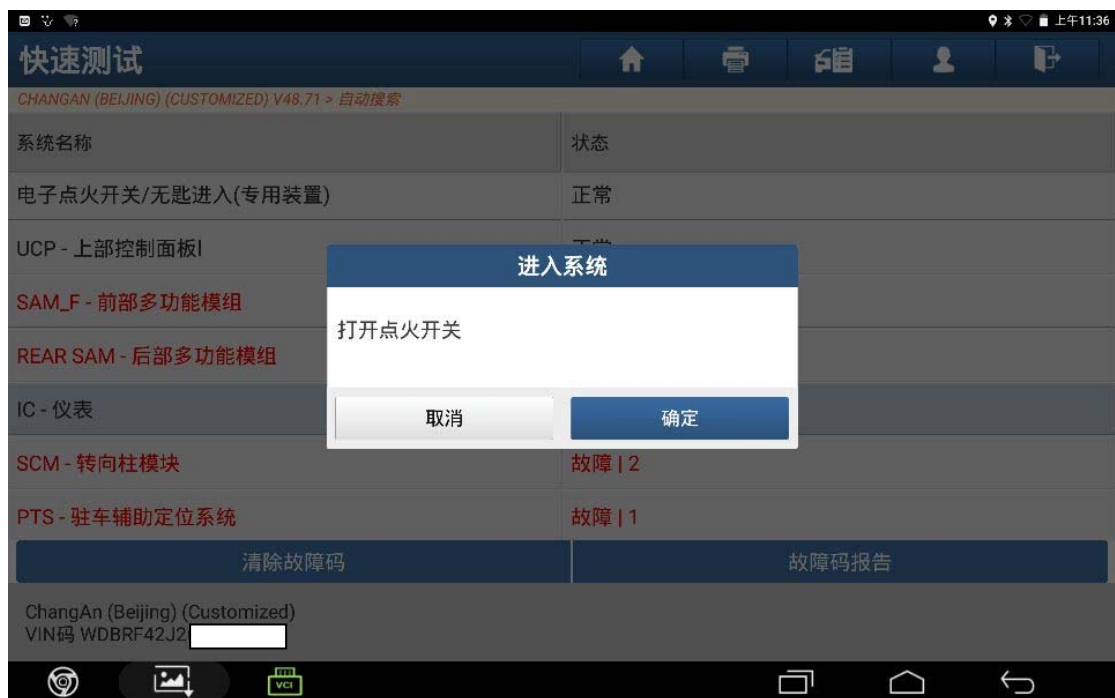 上午11:36
快速测试
CHANGAN (BEIJING) (CUSTOMIZED) V48.71 > 自动搜索
系统名称 状态
电子点火开关/无匙进入(专用装置) 正常
UCP - 上部控制面板I
进入系统
SAM_F - 前部多功能模组
打开点火开关
REAR SAM - 后部多功能模组
IC - 仪表
取消 确定
SCM - 转向柱模块 故障 | 2
PTS - 驻车辅助定位系统 故障 | 1
清除故障码 故障码报告
ChangAn (Beijing) (Customized)
VIN码 WDBRF42J2
VCI